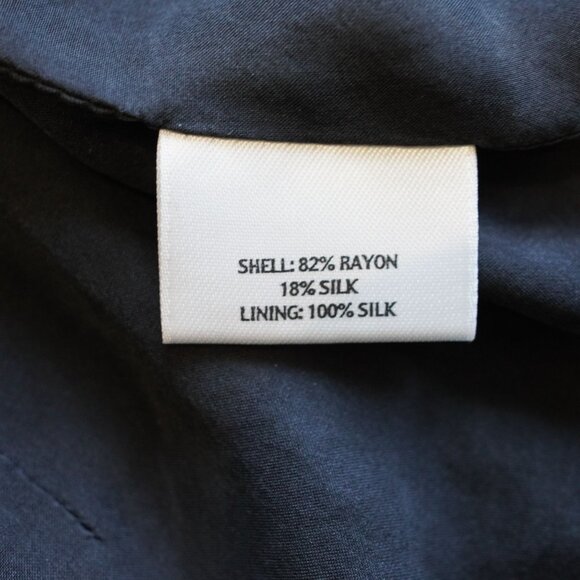 SHELL: 82% RAYON
18% SILK
LINING: 100% SILK